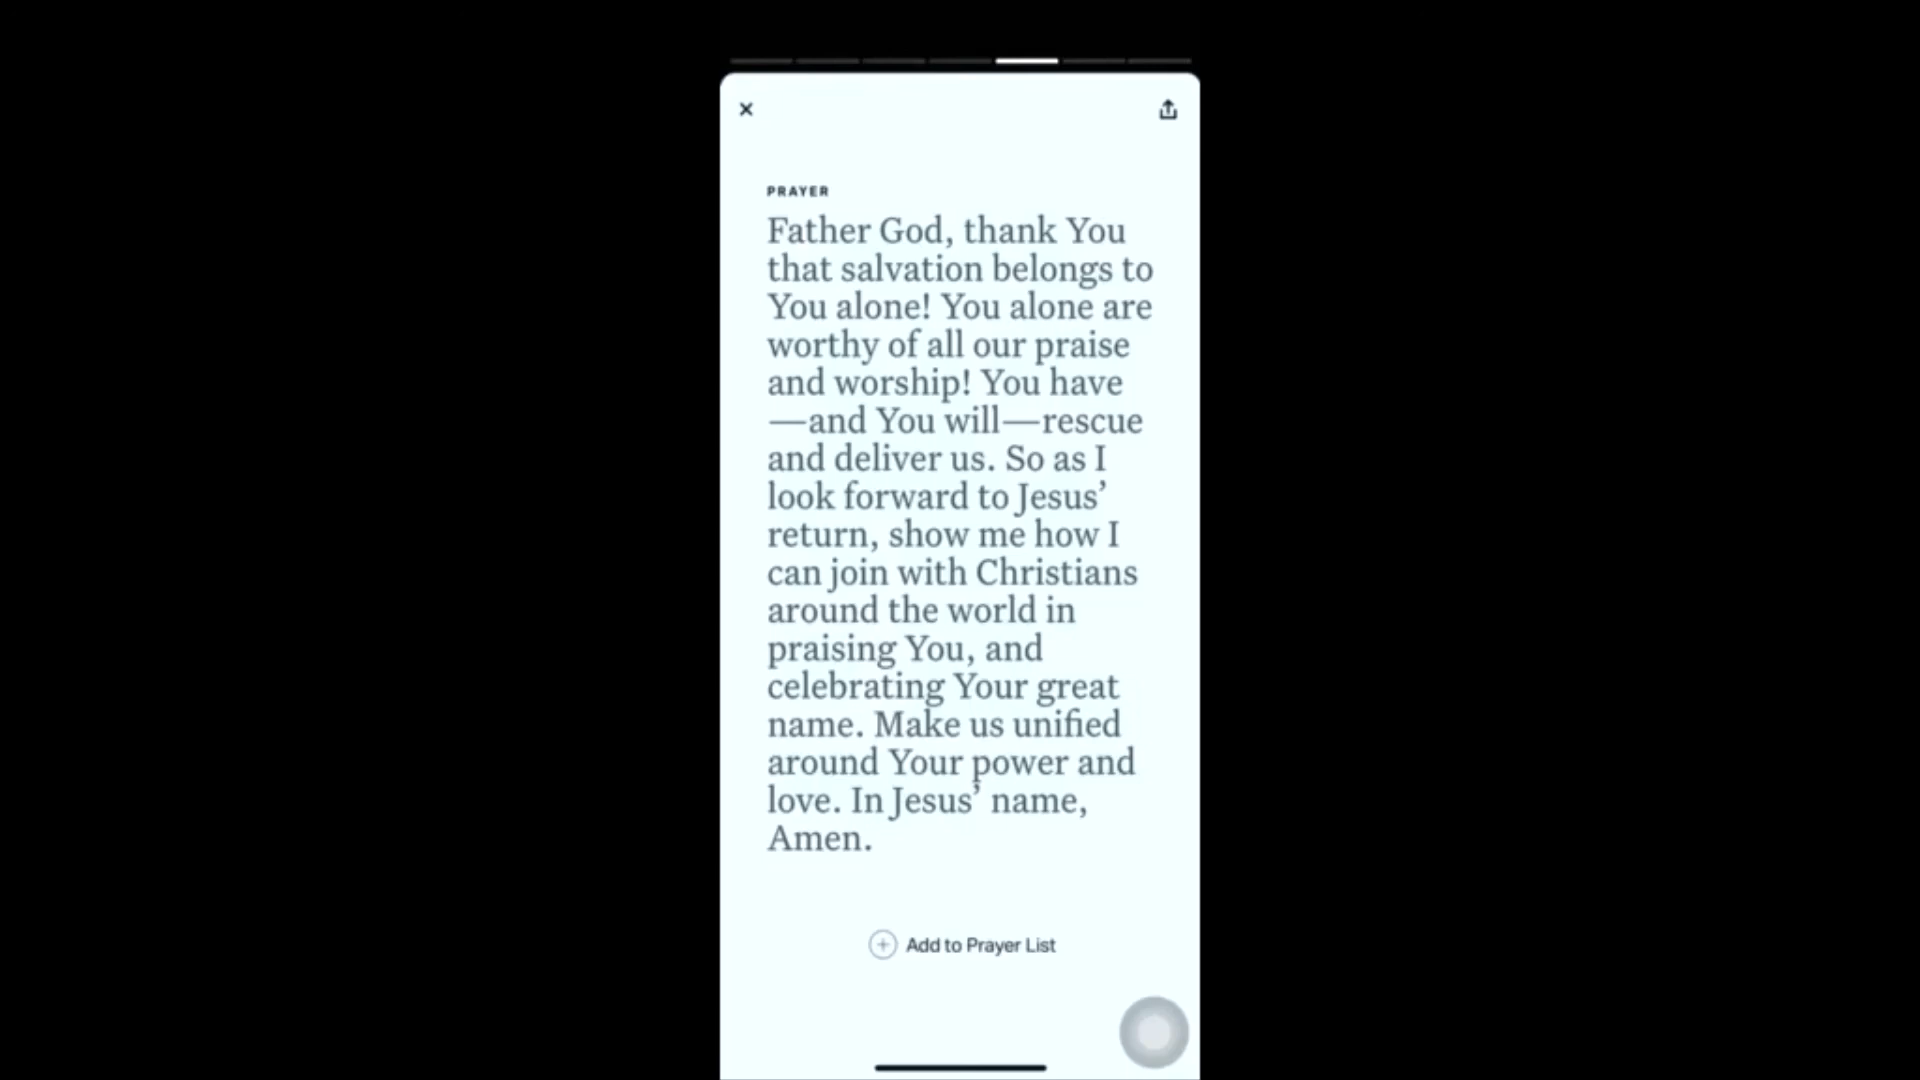 PRAYER
Father God, thank You
that salvation belongs to
You alone! You alone are
worthy of all our praise
and worship! You have
—and You will—rescue
and deliver us. So as I
look forward to Jesus’
return, show me how I
can join with Christians
around the world in
praising You, and
celebrating Your great
name. Make us unified
around Your power and
love. In Jesus’ name,
Amen.
Add to Prayer List